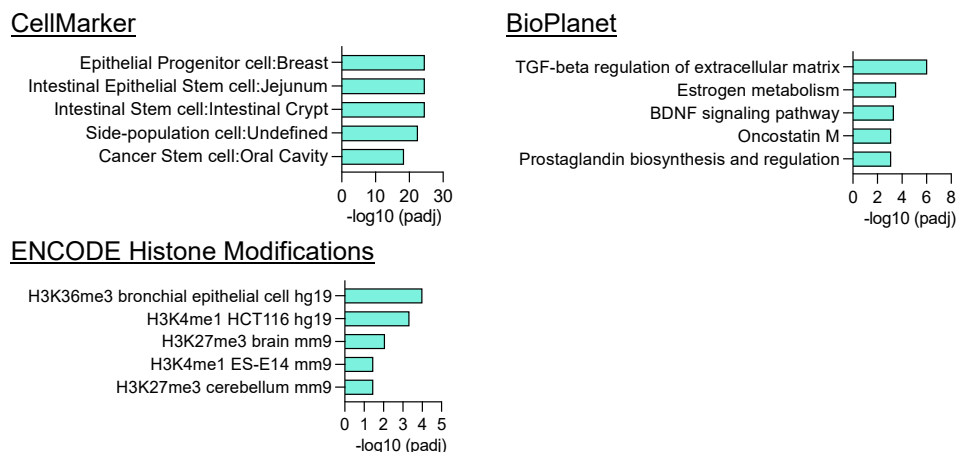 CellMarker
Epithelial Progenitor cell:Breast
Intestinal Epithelial Stem cell:Jejunum
Intestinal Stem cell:Intestinal Crypt
Side-population cell:Undefined
Cancer Stem cell:Oral Cavity
0 10 20 30
-log10 (padj)
BioPlanet
TGF-beta regulation of extracellular matrix
Estrogen metabolism
BDNF signaling pathway
Oncostatin M
Prostaglandin biosynthesis and regulation
0 2 4 6 8
-log10 (padj)
ENCODE Histone Modifications
H3K36me3 bronchial epithelial cell hg19
H3K4me1 HCT116 hg19
H3K27me3 brain mm9
H3K4me1 ES-E14 mm9
H3K27me3 cerebellum mm9
0 1 2 3 4 5
-log10 (padj)